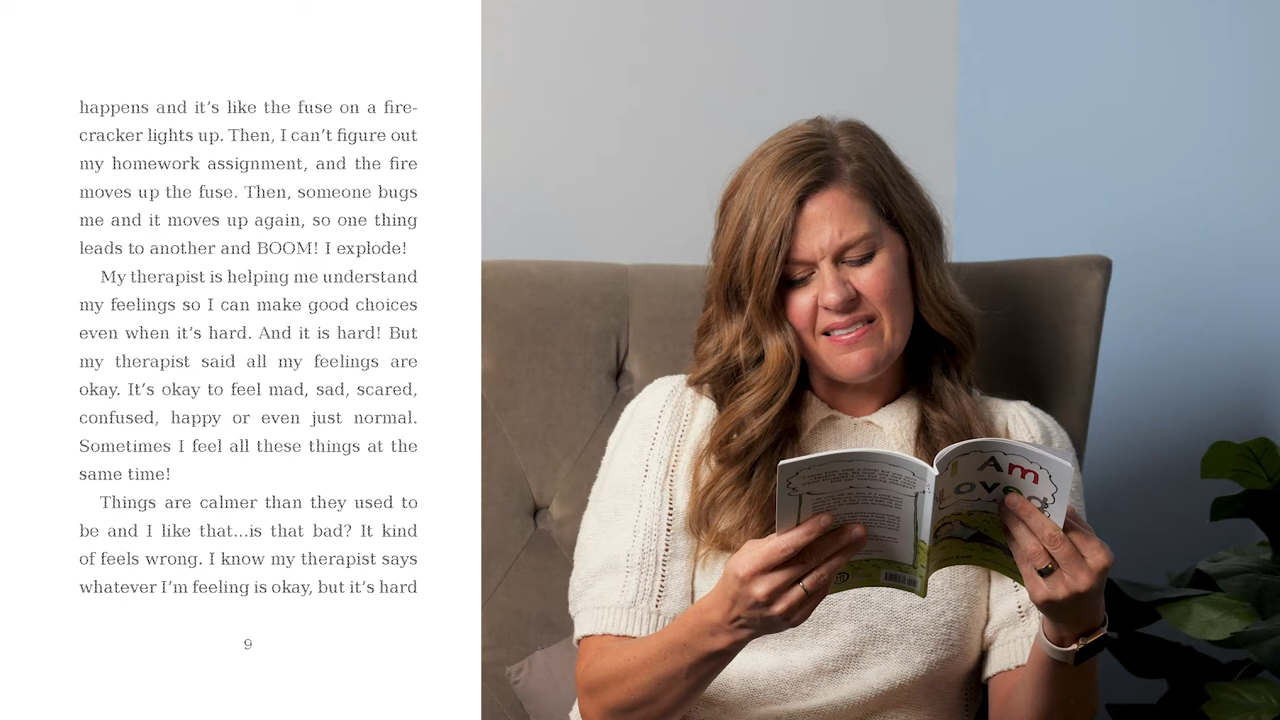 happens and it's like the fuse on a fire-
cracker lights up. Then, I can't figure out
my homework assignment, and the fire
moves up the fuse. Then, someone bugs
me and it moves up again, so one thing
leads to another and BOOM! I explode!
My therapist is helping me understand
my feelings so I can make good choices
even when it's hard. And it is hard! But
my therapist said all my feelings are
okay. It's okay to feel mad, sad, scared,
confused, happy or even just normal.
Sometimes I feel all these things at the
same time!
Things are calmer than they used to
be and I like that...is that bad? It kind
of feels wrong. I know my therapist says
whatever I'm feeling is okay, but it's hard
9
I Am
Loved